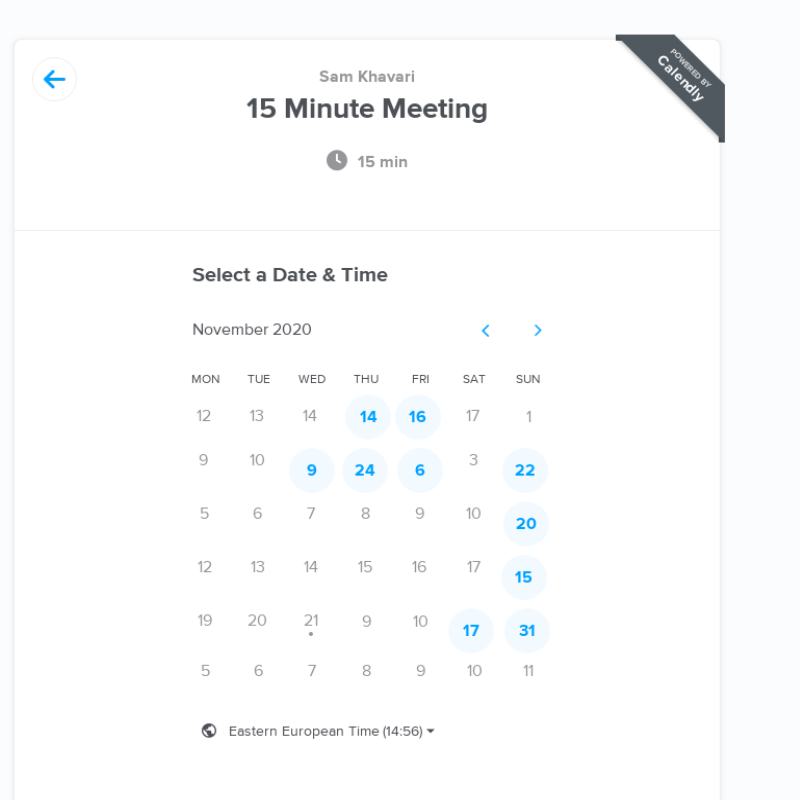 POWERED BY
Calendly
Sam Khavari
15 Minute Meeting
15 min
Select a Date & Time
November 2020
MON TUE WED THU FRI SAT SUN
12 13 14 14 16 17 1
9 10 9 24 6 3 22
5 6 7 8 9 10 20
12 13 14 15 16 17 15
19 20 21 9 10 17 31
5 6 7 8 9 10 11
Eastern European Time (14:56)